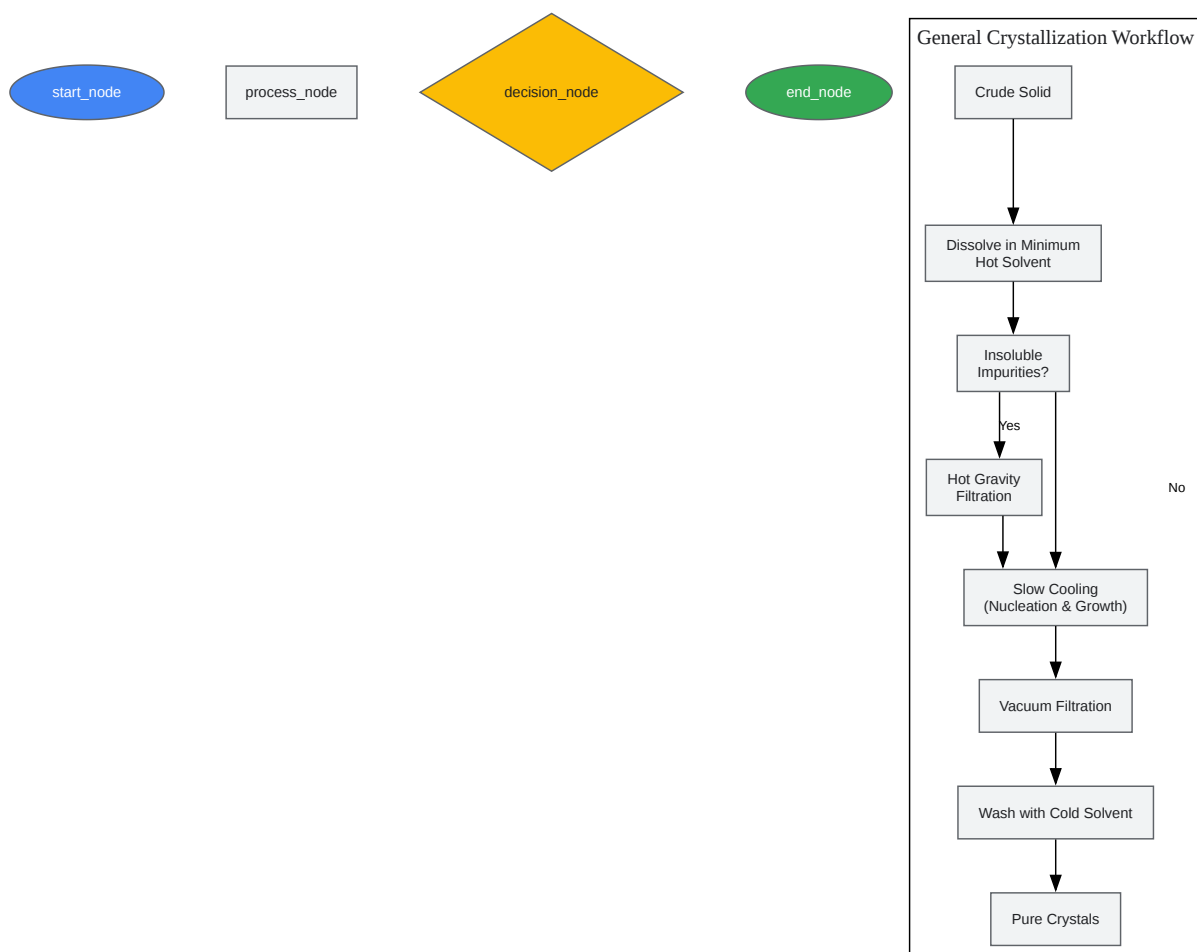 General Crystallization Workflow
start_node
process_node
decision_node
end_node
Crude Solid
Dissolve in Minimum
Hot Solvent
Insoluble
Impurities?
Yes
Hot Gravity
Filtration
No
Slow Cooling
(Nucleation & Growth)
Vacuum Filtration
Wash with Cold Solvent
Pure Crystals